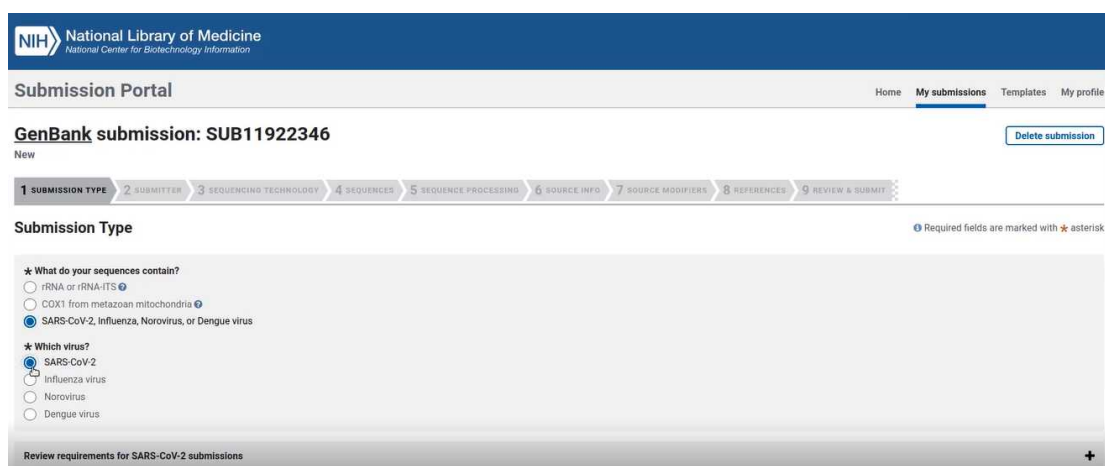 NIH National Library of Medicine
National Center for Biotechnology Information
Submission Portal
Home My submissions Templates My profile
GenBank submission: SUB11922346
Delete submission
New
1 SUBMISSION TYPE 2 SUBMITTER 3 SEQUENCING TECHNOLOGY 4 SEQUENCES 5 SEQUENCE PROCESSING 6 SOURCE INFO 7 SOURCE MODIFIERS 8 REFERENCES 9 REVIEW & SUBMIT
Submission Type
Required fields are marked with ★ asterisk
★ What do your sequences contain?
rRNA or rRNA-ITS
COX1 from metazoan mitochondria
SARS-CoV-2, Influenza, Norovirus, or Dengue virus
★ Which virus?
SARS-CoV-2
Influenza virus
Norovirus
Dengue virus
Review requirements for SARS-CoV-2 submissions +